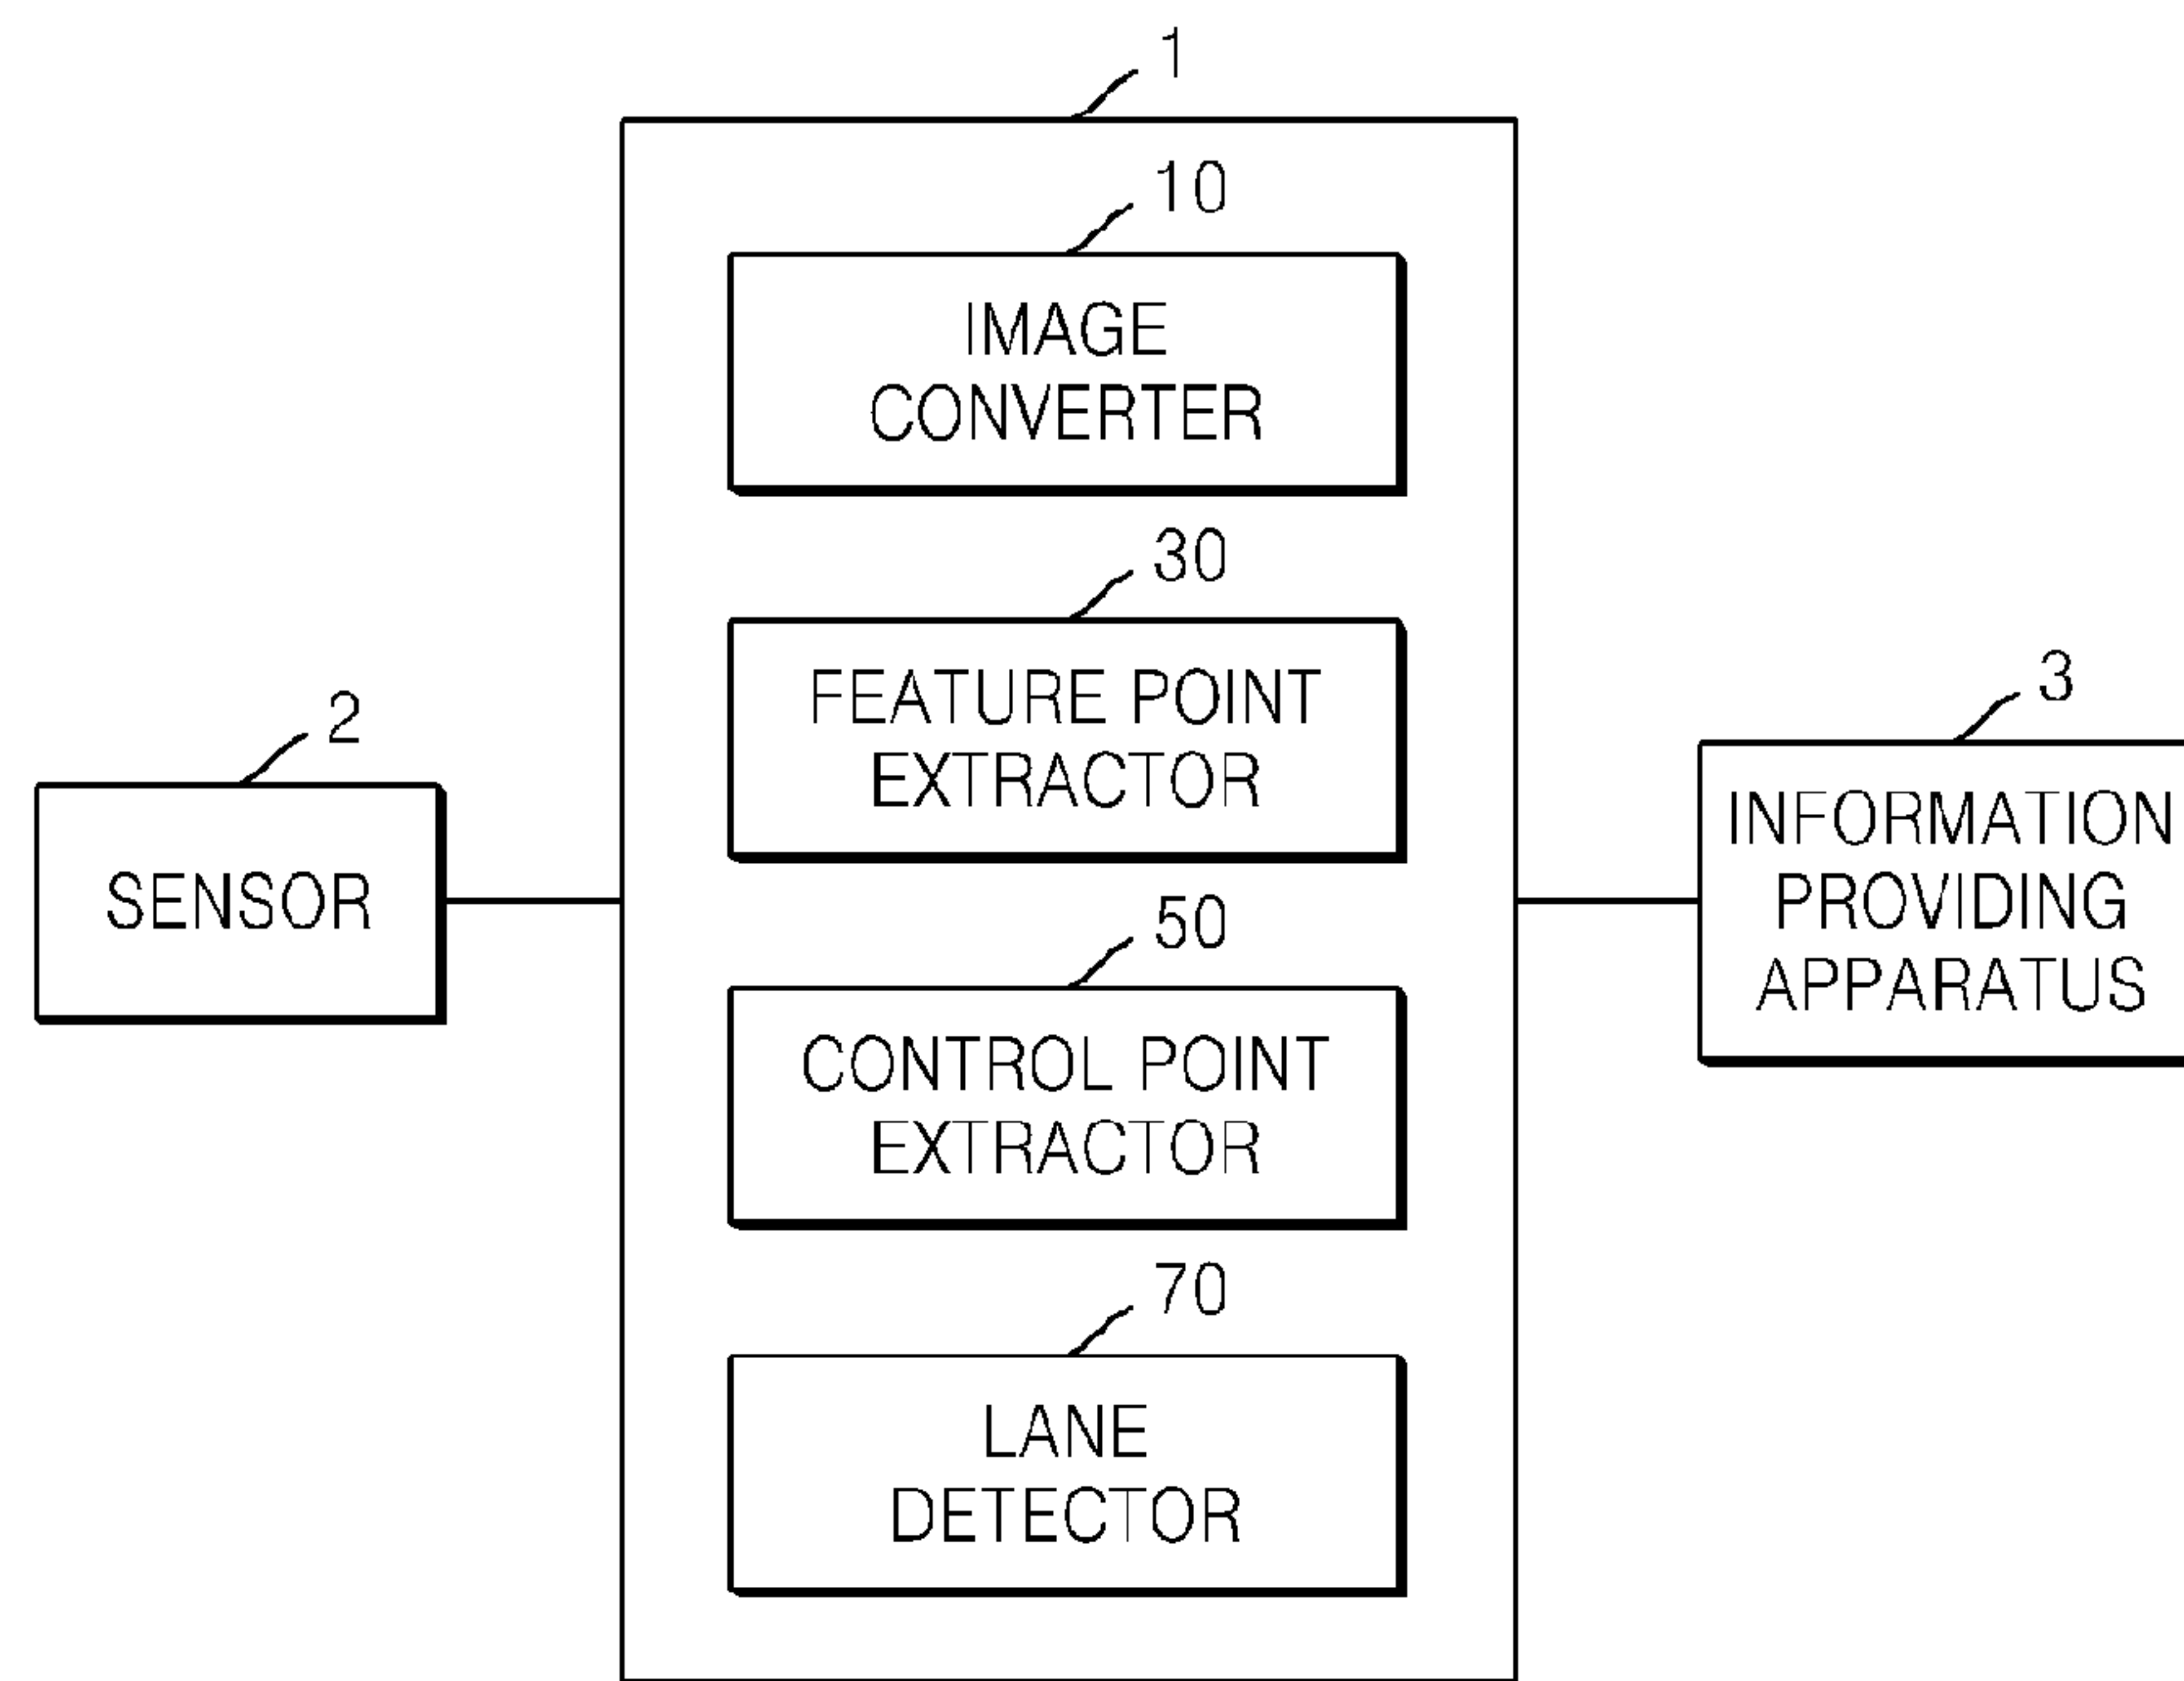 1
10
IMAGE
CONVERTER
30
FEATURE POINT
EXTRACTOR
2
SENSOR
50
CONTROL POINT
EXTRACTOR
3
INFORMATION
PROVIDING
APPARATUS
70
LANE
DETECTOR